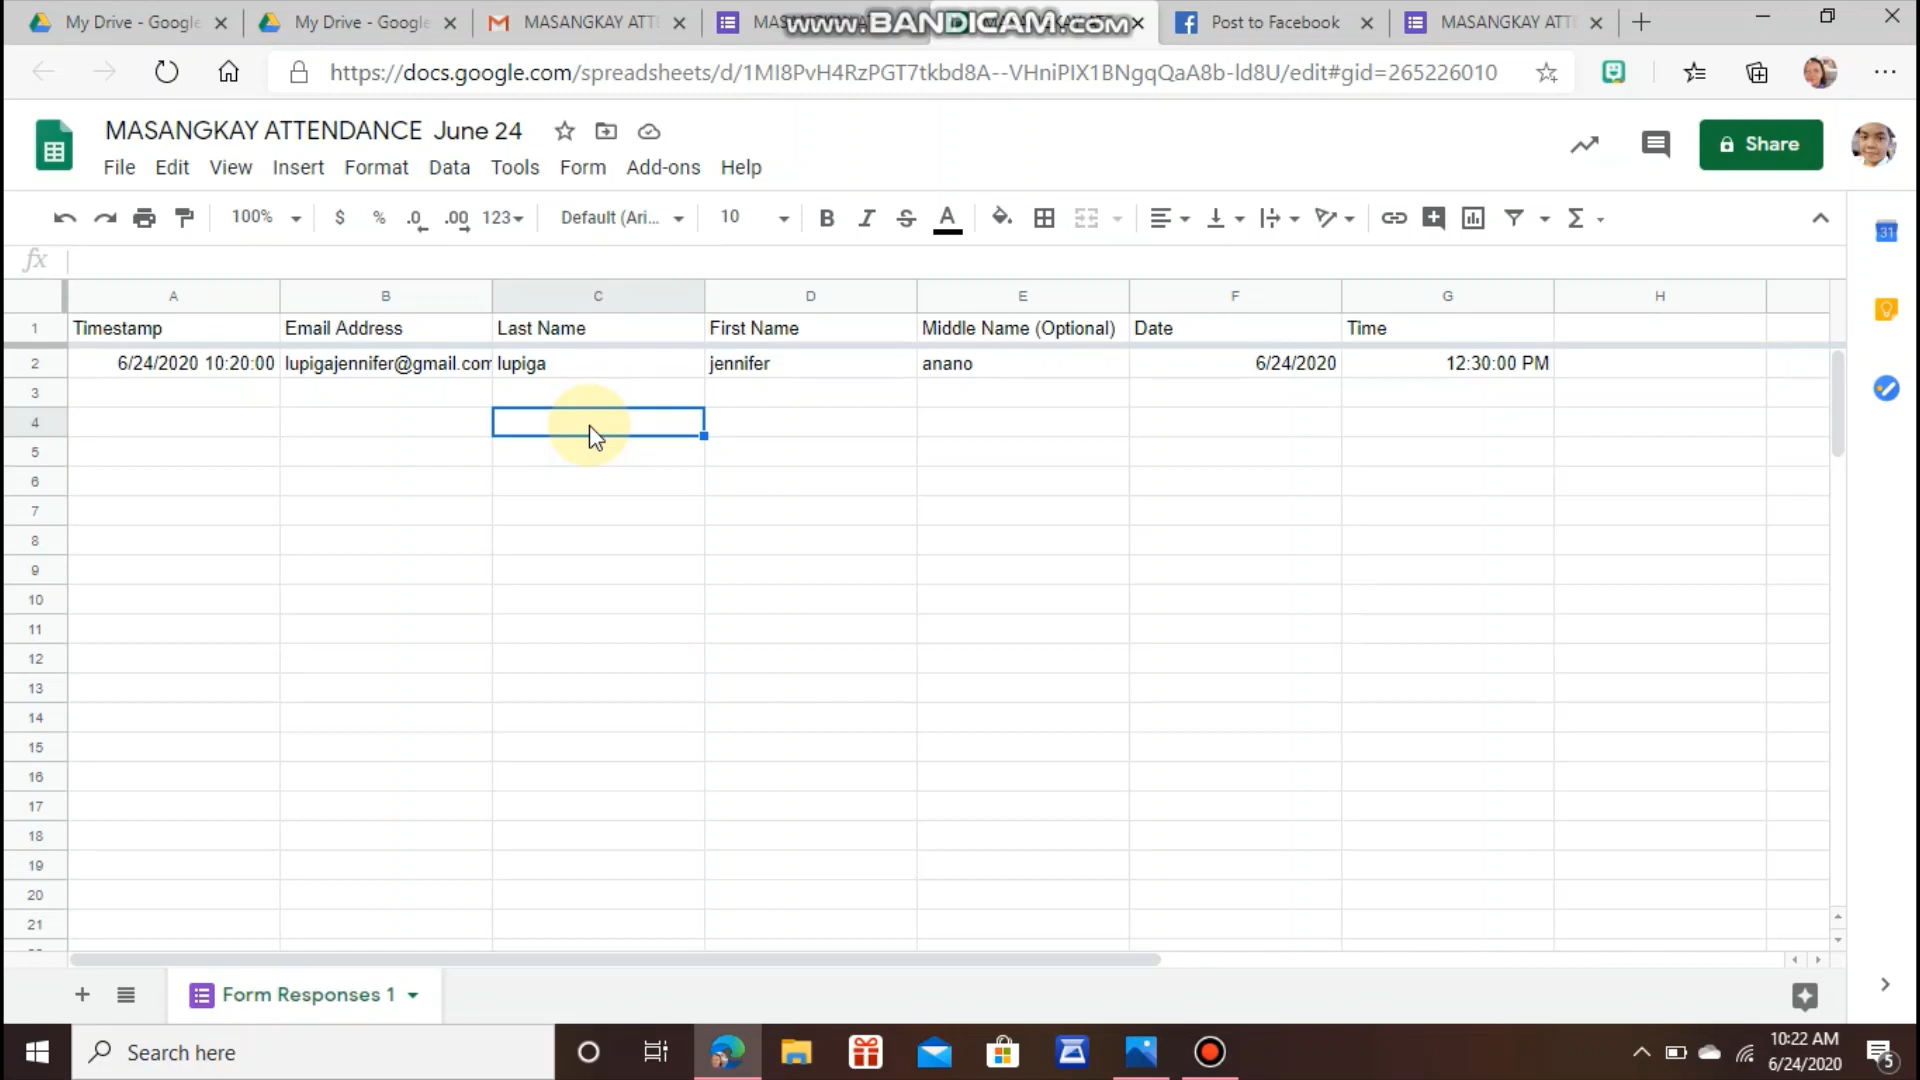 My Drive - Google
My Drive - Google
MASANGKAY ATTE
www.BANDICAM.com
Post to Facebook
MASANGKAY ATT
https://docs.google.com/spreadsheets/d/1MI8PvH4RzPGT7tkbd8A--VHniPIX1BNgqQaA8b-ld8U/edit#gid=265226010
MASANGKAY ATTENDANCE June 24
Share
File Edit View Insert Format Data Tools Form Add-ons Help
100% $ % .0 .00 123 Default (Ari... 10 B I S A Σ
31
fx
A B C D E F G H
1 Timestamp Email Address Last Name First Name Middle Name (Optional) Date Time
2 6/24/2020 10:20:00 lupigajennifer@gmail.com lupiga jennifer anano 6/24/2020 12:30:00 PM
3
4
5
6
7
8
9
10
11
12
13
14
15
16
17
18
19
20
21
Form Responses 1
Search here
10:22 AM
6/24/2020
5